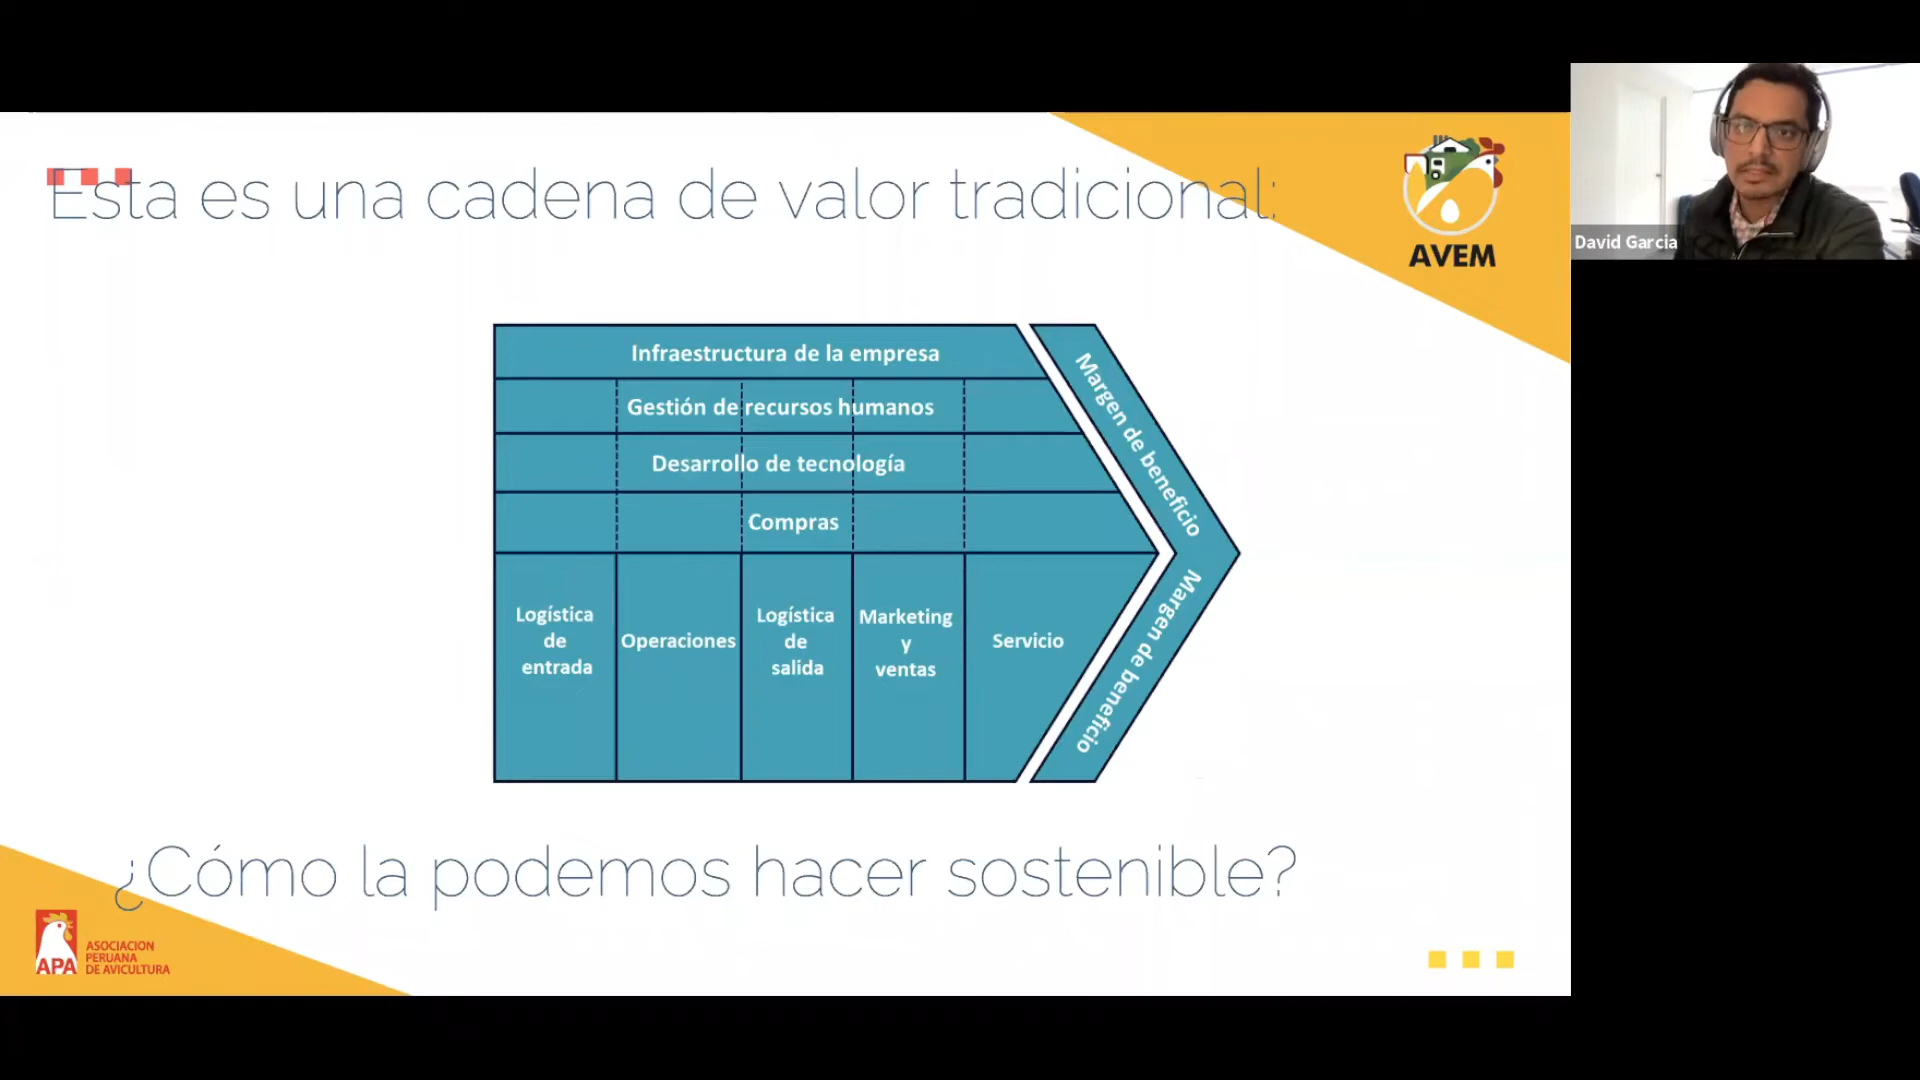 Esta es una cadena de valor tradicional:
AVEM
David Garcia
Infraestructura de la empresa
Gestión de recursos humanos
Desarrollo de tecnología
Compras
Logística
de
entrada
Operaciones
Logística
de
salida
Marketing
y
ventas
Servicio
Margen de beneficio
Margen de beneficio
¿Cómo la podemos hacer sostenible?
APA
ASOCIACION
PERUANA
DE AVICULTURA